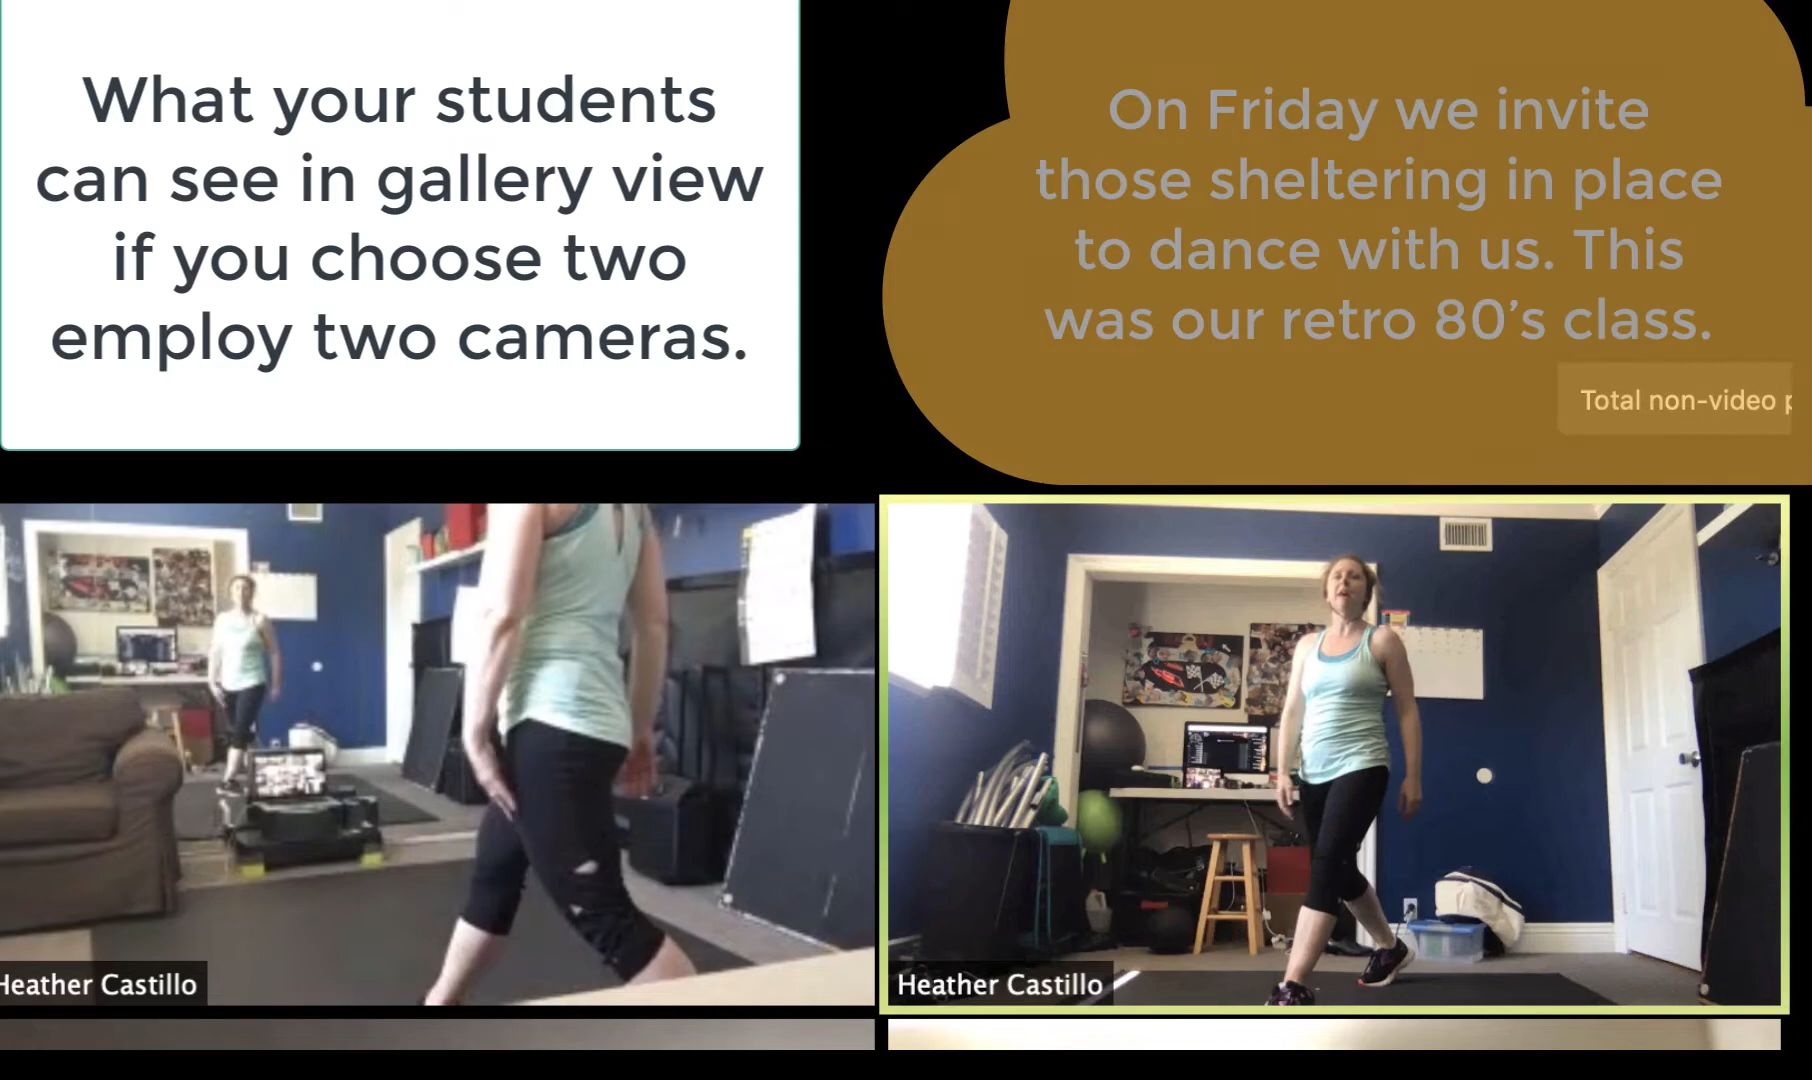 What your students
can see in gallery view
if you choose two
employ two cameras.
On Friday we invite
those sheltering in place
to dance with us. This
was our retro 80’s class.
Total non-video
Heather Castillo
Heather Castillo